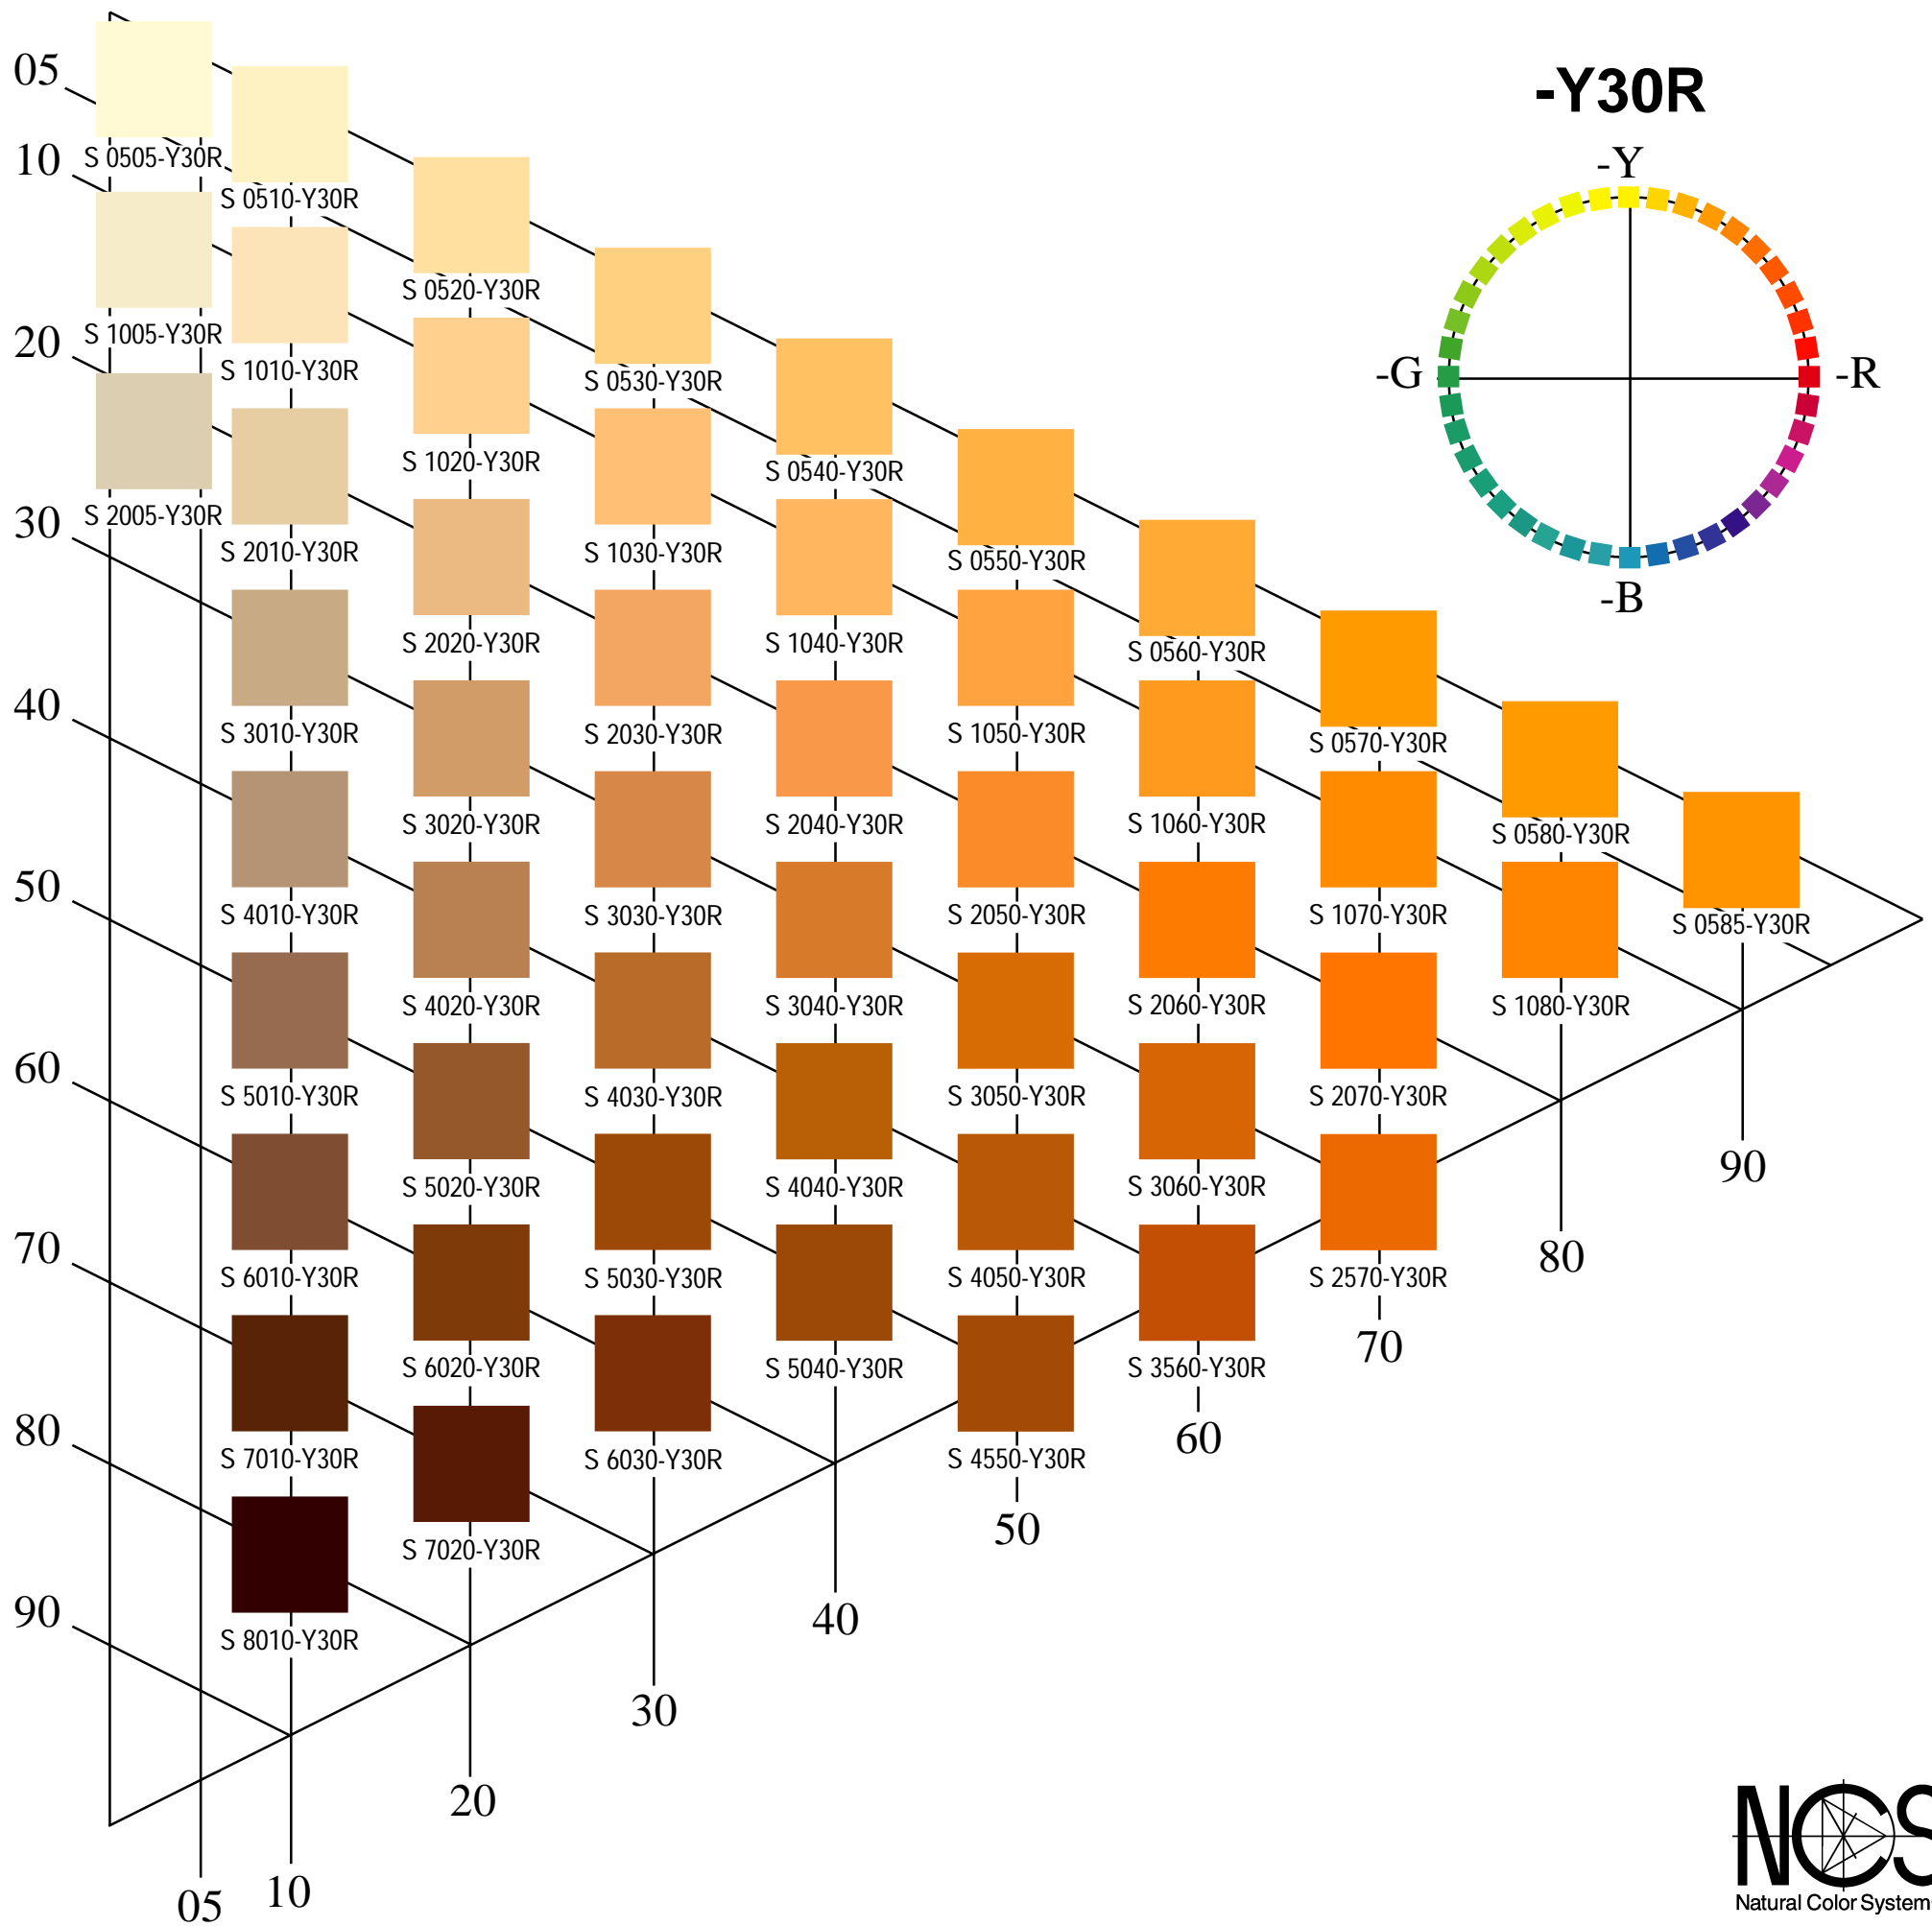 -Y30R
-Y
-G
-R
-B
05
10
20
30
40
50
60
70
80
90
S 0505-Y30R
S 1005-Y30R
S 2005-Y30R
S 0510-Y30R
S 1010-Y30R
S 2010-Y30R
S 3010-Y30R
S 4010-Y30R
S 5010-Y30R
S 6010-Y30R
S 7010-Y30R
S 8010-Y30R
S 0520-Y30R
S 1020-Y30R
S 2020-Y30R
S 3020-Y30R
S 4020-Y30R
S 5020-Y30R
S 6020-Y30R
S 7020-Y30R
S 0530-Y30R
S 1030-Y30R
S 2030-Y30R
S 3030-Y30R
S 4030-Y30R
S 5030-Y30R
S 6030-Y30R
S 0540-Y30R
S 1040-Y30R
S 2040-Y30R
S 3040-Y30R
S 4040-Y30R
S 5040-Y30R
S 0550-Y30R
S 1050-Y30R
S 2050-Y30R
S 3050-Y30R
S 4050-Y30R
S 4550-Y30R
S 0560-Y30R
S 1060-Y30R
S 2060-Y30R
S 3060-Y30R
S 3560-Y30R
S 0570-Y30R
S 1070-Y30R
S 2070-Y30R
S 2570-Y30R
S 0580-Y30R
S 1080-Y30R
S 0585-Y30R
05
10
20
30
40
50
60
70
80
90
NCS
Natural Color System